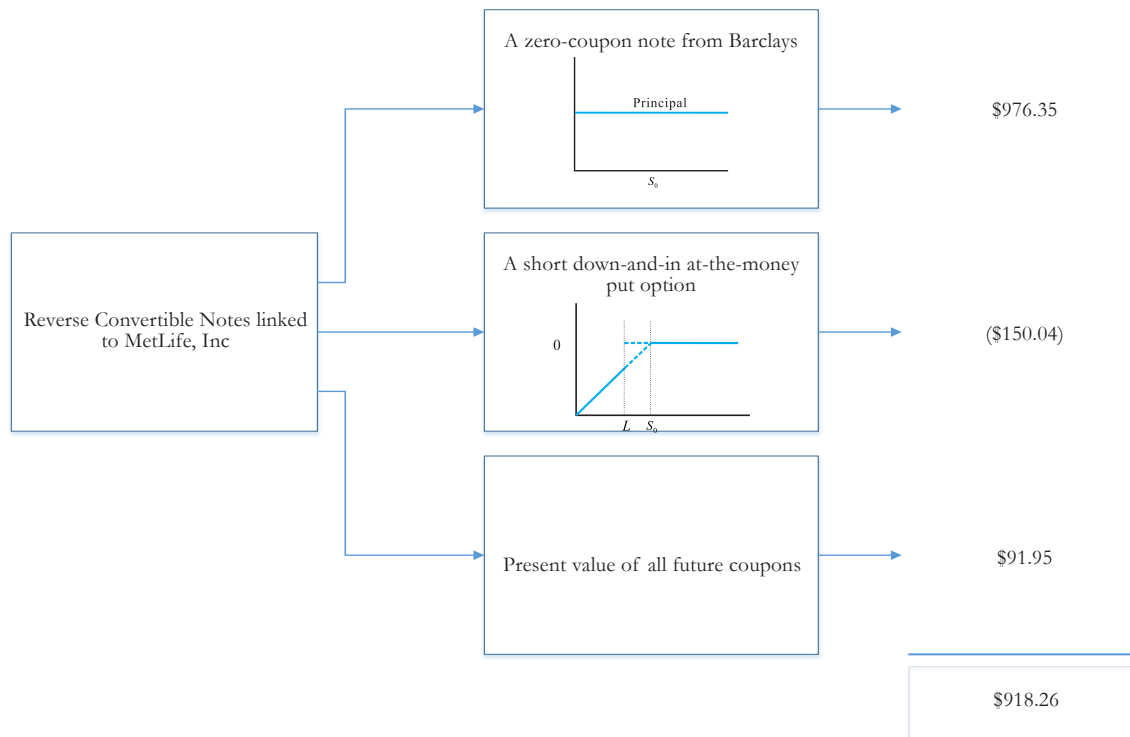 A zero-coupon note from Barclays
Principal
S₀
$976.35
Reverse Convertible Notes linked
to MetLife, Inc
A short down-and-in at-the-money
put option
0
L S₀
($150.04)
Present value of all future coupons
$91.95
$918.26